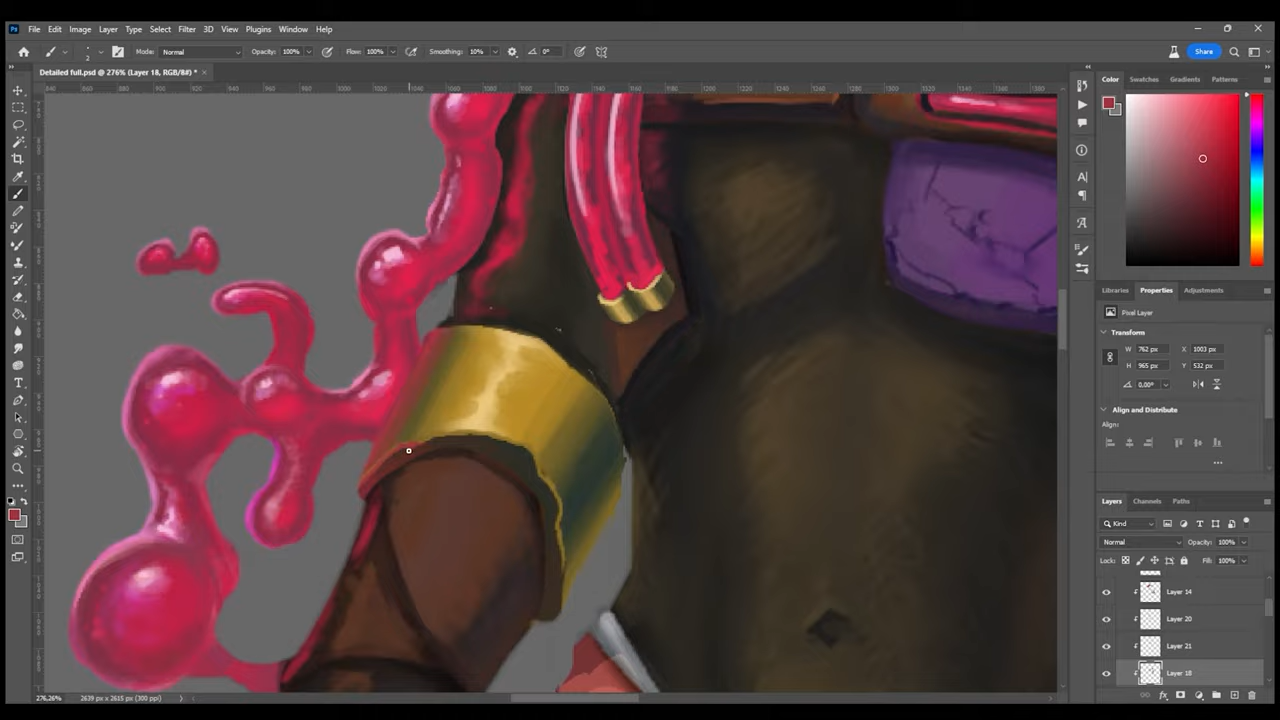 Ps File Edit Image Layer Type Select Filter 3D View Plugins Window Help
2 Mode: Normal Opacity: 100% Flow: 100% Smoothing: 10% 0° Share
Detailed full.psd @ 276% (Layer 18, RGB/8#) *
Color Swatches Gradients Patterns
Libraries Properties Adjustments
Pixel Layer
Transform
W 762 px X 1003 px
H 965 px Y 532 px
0.00°
Align and Distribute
Align:
Layers Channels Paths
Kind
Normal Opacity: 100%
Lock: Fill: 100%
Layer 14
Layer 20
Layer 21
Layer 18
276.26% 2639 px x 2615 px (300 ppi)